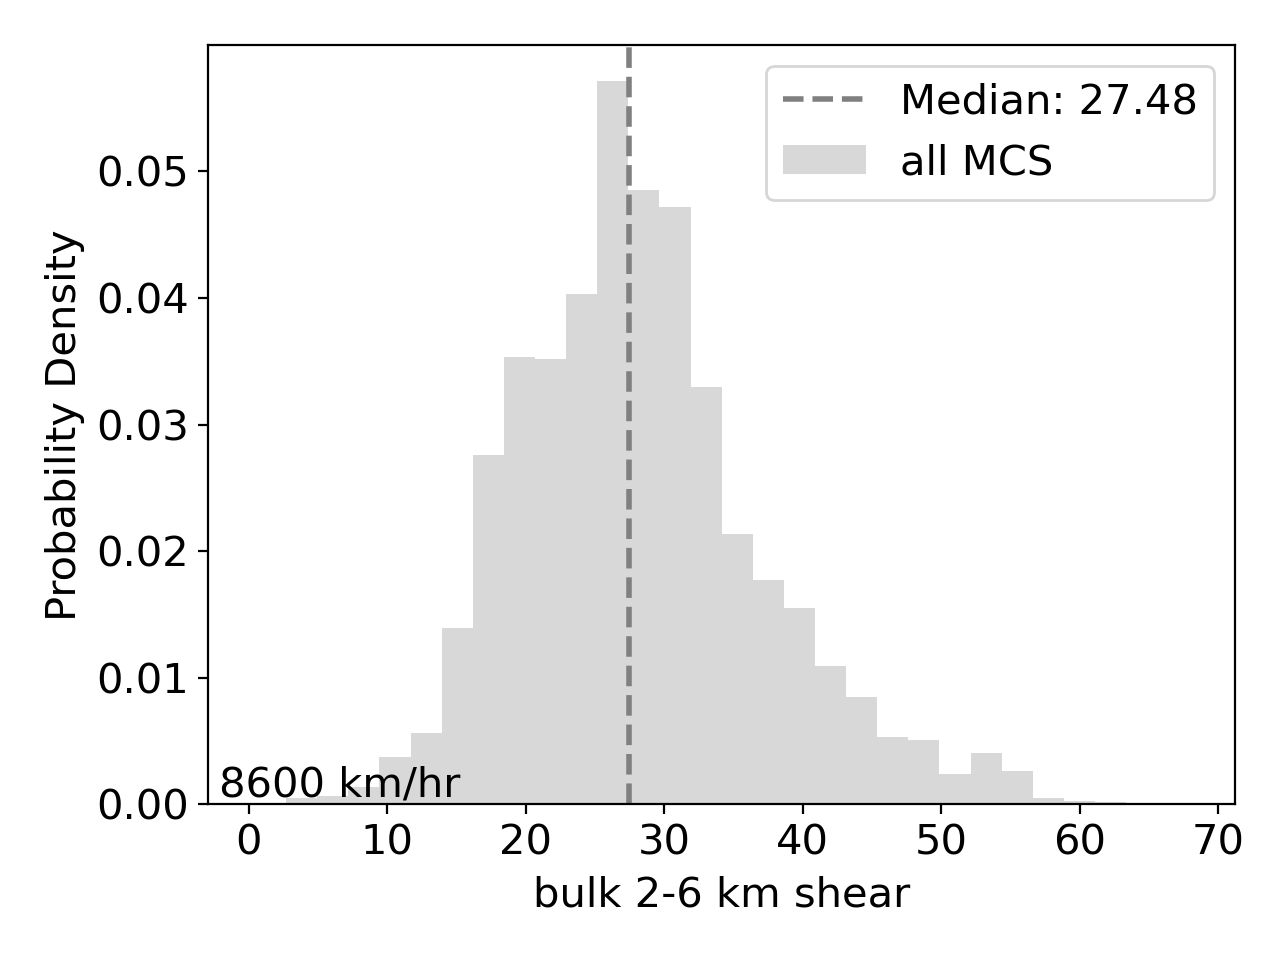 Median: 27.48
all MCS
0.05
0.04
0.03
0.02
0.01
0.00
Probability Density
8600 km/hr
0 10 20 30 40 50 60 70
bulk 2-6 km shear